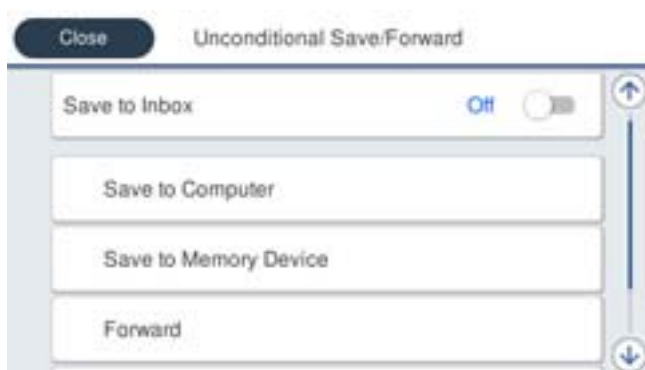 Close Unconditional Save/Forward
Save to Inbox Off
Save to Computer
Save to Memory Device
Forward